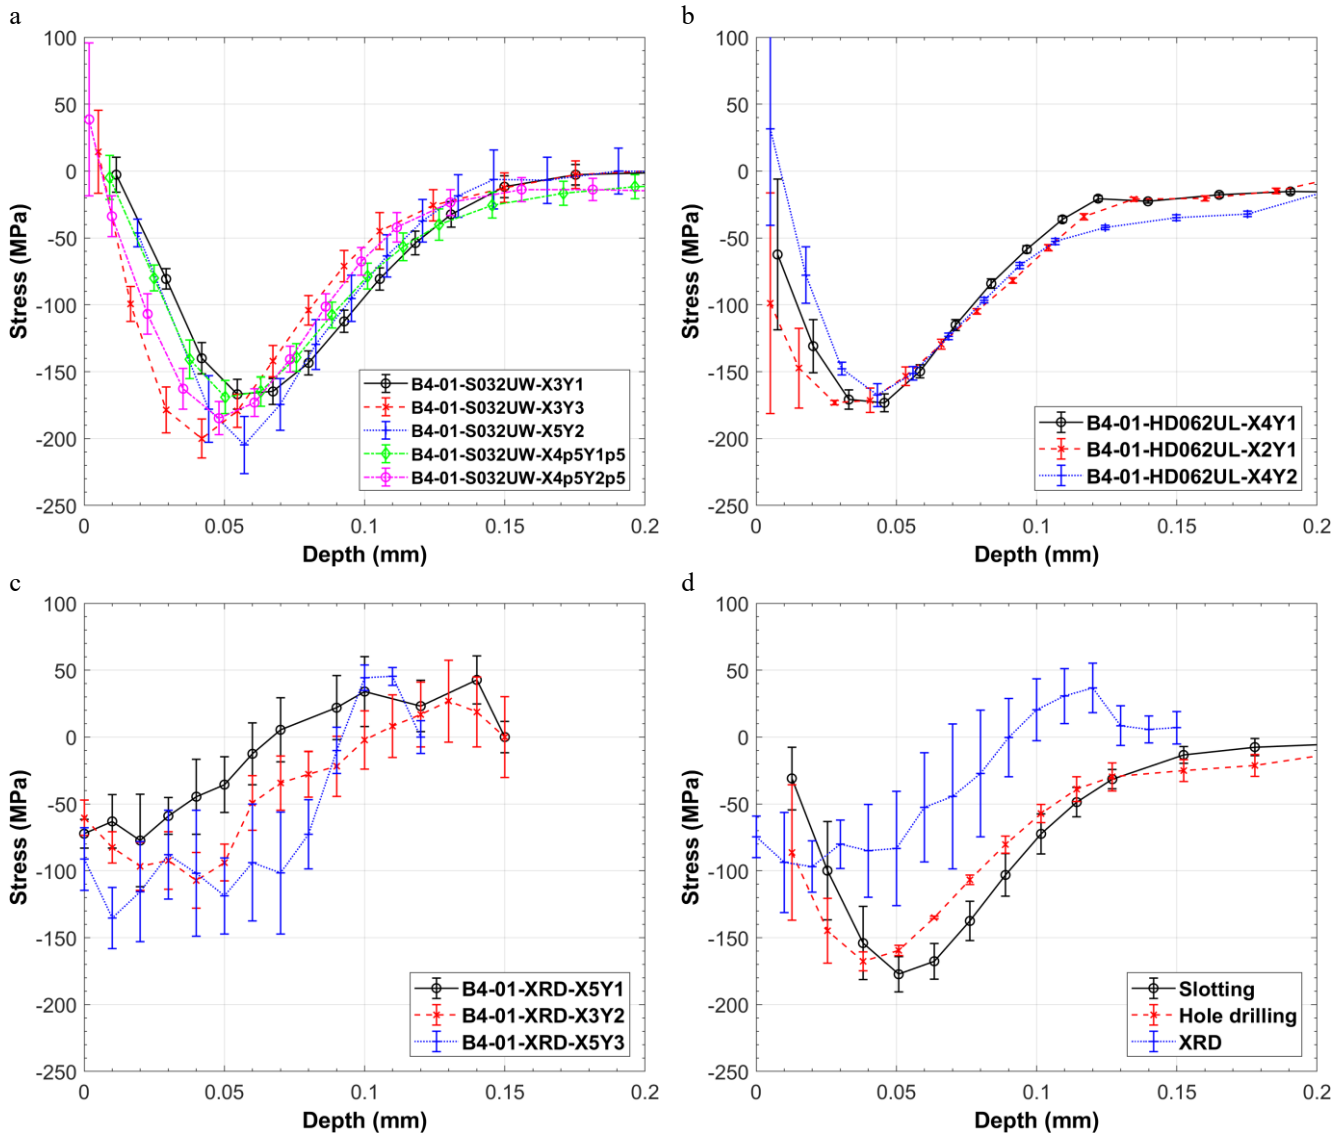 a
100
50
0
-50
-100
-150
-200
-250
Stress (MPa)
0
0.05
0.1
0.15
0.2
Depth (mm)
B4-01-S032UW-X3Y1
B4-01-S032UW-X3Y3
B4-01-S032UW-X5Y2
B4-01-S032UW-X4p5Y1p5
B4-01-S032UW-X4p5Y2p5
b
100
50
0
-50
-100
-150
-200
-250
Stress (MPa)
0
0.05
0.1
0.15
0.2
Depth (mm)
B4-01-HD062UL-X4Y1
B4-01-HD062UL-X2Y1
B4-01-HD062UL-X4Y2
c
100
50
0
-50
-100
-150
-200
-250
Stress (MPa)
0
0.05
0.1
0.15
0.2
Depth (mm)
B4-01-XRD-X5Y1
B4-01-XRD-X3Y2
B4-01-XRD-X5Y3
d
100
50
0
-50
-100
-150
-200
-250
Stress (MPa)
0
0.05
0.1
0.15
0.2
Depth (mm)
Slotting
Hole drilling
XRD